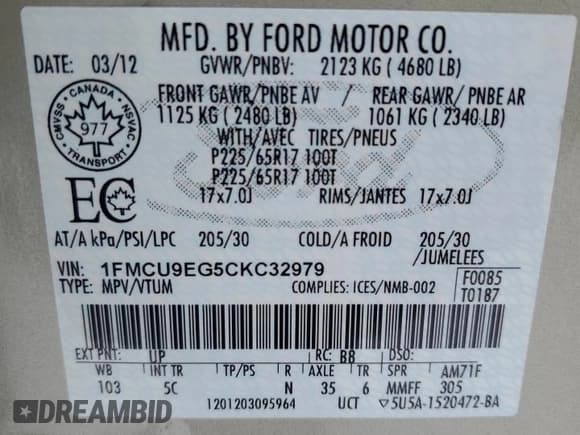 MFD. BY FORD MOTOR CO.
DATE: 03/12 GVWR/PNBV: 2123 KG ( 4680 LB)
FRONT GAWR/PNBE AV / REAR GAWR/ PNBE AR
1125 KG ( 2480 LB) 1061 KG ( 2340 LB)
WITH/AVEC TIRES/PNEUS
P225/65R17 100T
P225/65R17 100T
17x7.0J RIMS/JANTES 17x7.0J
CMVSS · CANADA · NSVAC
977
TRANSPORT
EC
AT/A kPa/PSI/LPC 205/30 COLD/A FROID 205/30
/JUMELEES
VIN: 1FMCU9EG5CKC32979
TYPE: MPV/VTUM COMPLIES: ICES/NMB-002
F0085
T0187
EXT PNT: UP RC: BB DSO:
WB INT TR TP/PS R AXLE TR SPR AM71F
103 5C N 35 6 MMFF 305
1201203095964 UCT ▽5U5A-1520472-BA
DREAMBID